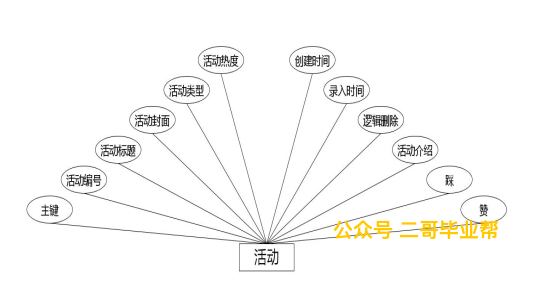 活动热度 创建时间
活动类型 录入时间
活动封面 逻辑删除
活动标题 活动介绍
活动编号 踩
主键 赞
公众号 二哥毕业帮
活动